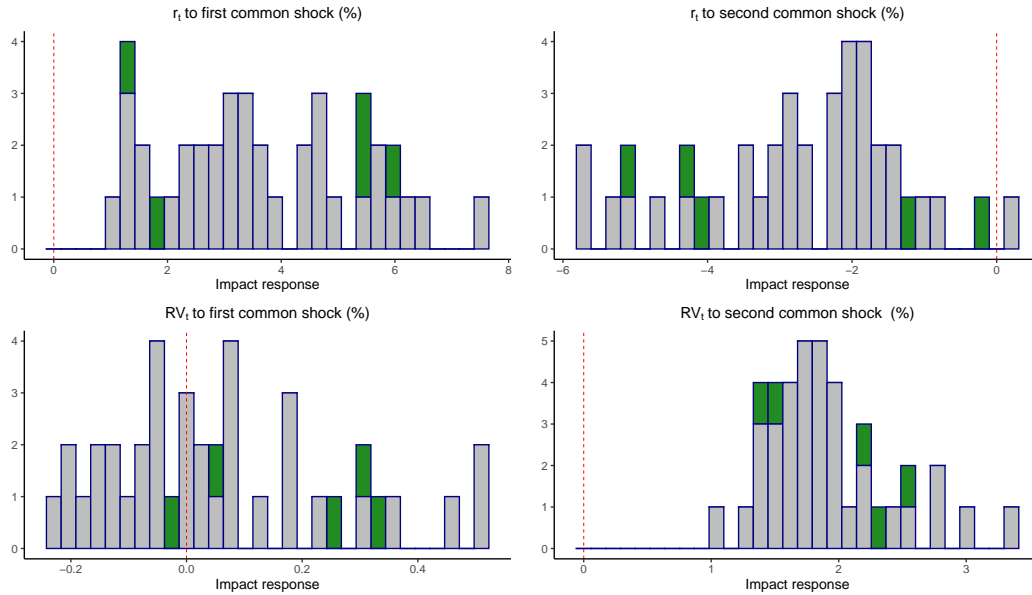 r_t to first common shock (%)
4
3
2
1
0
0 2 4 6 8
Impact response
r_t to second common shock (%)
4
3
2
1
0
−6 −4 −2 0
Impact response
RV_t to first common shock (%)
4
3
2
1
0
−0.2 0.0 0.2 0.4
Impact response
RV_t to second common shock (%)
5
4
3
2
1
0
0 1 2 3
Impact response